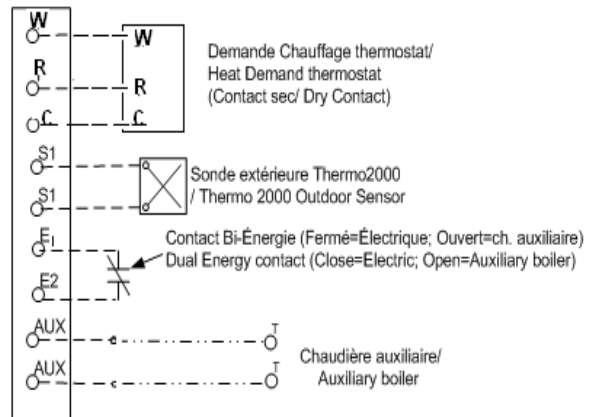 W W
R R
C C
Demande Chauffage thermostat/
Heat Demand thermostat
(Contact sec/ Dry Contact)
S1
S1
Sonde extérieure Thermo2000
/ Thermo 2000 Outdoor Sensor
E1
E2
Contact Bi-Énergie (Fermé=Électrique; Ouvert=ch. auxiliaire)
Dual Energy contact (Close=Electric; Open=Auxiliary boiler)
AUX T
AUX T
Chaudière auxiliaire/
Auxiliary boiler